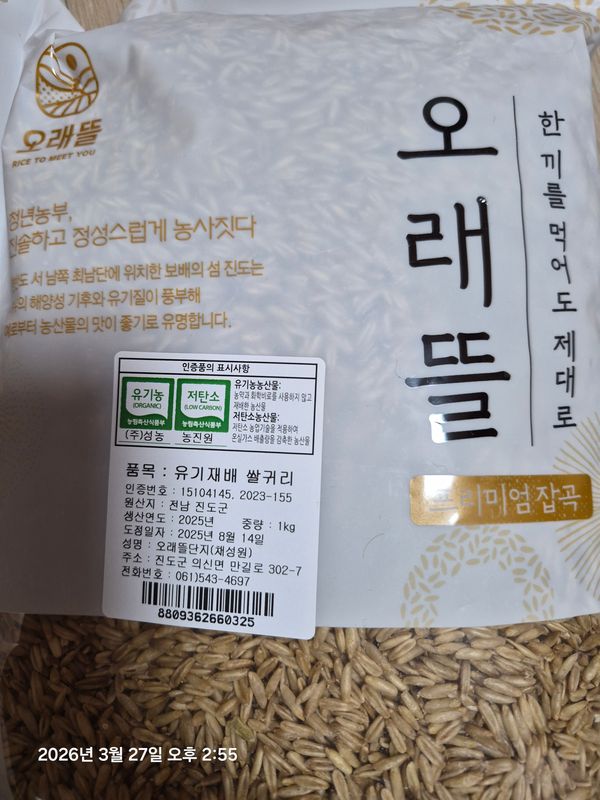 오래뜰
RICE TO MEET YOU
청년농부,
진솔하고 정성스럽게 농사짓다
서 남쪽 최남단에 위치한 보배의 섬 진도는
해양성 기후와 유기질이 풍부해
농산물의 맛이 좋기로 유명합니다.
오래뜰
한 끼를 먹어도 제대로
프리미엄잡곡
인증품의 표시사항
유기농
(ORGANIC)
농림축산식품부
저탄소
(LOW CARBON)
농림축산식품부
(주)성농 농진원
유기농농산물:
농약과 화학비료를 사용하지 않고
재배한 농산물
저탄소농산물:
저탄소 농업기술을 적용하여
온실가스 배출량을 감축한 농산물
품목 : 유기재배 쌀귀리
인증번호 : 15104145. 2023-155
원산지 : 전남 진도군
생산연도 : 2025년 중량 : 1kg
도정일자 : 2025년 8월 14일
성명 : 오래뜰단지(채성원)
주소 : 진도군 의신면 만길로 302-7
전화번호 : 061)543-4697
8809362660325
2026년 3월 27일 오후 2:55